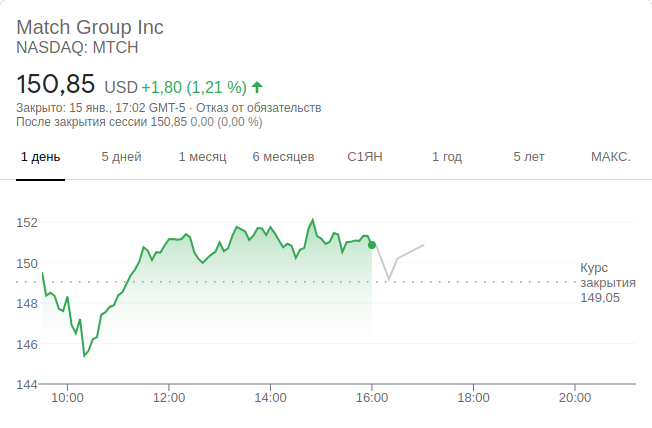 Match Group Inc
NASDAQ: MTCH
150,85 USD +1,80 (1,21 %)
Закрыто: 15 янв., 17:02 GMT-5 · Отказ от обязательств
После закрытия сессии 150,85 0,00 (0,00 %)
1 день 5 дней 1 месяц 6 месяцев С1ЯН 1 год 5 лет МАКС.
152
150
148
146
144
Курс
закрытия
149,05
10:00 12:00 14:00 16:00 18:00 20:00